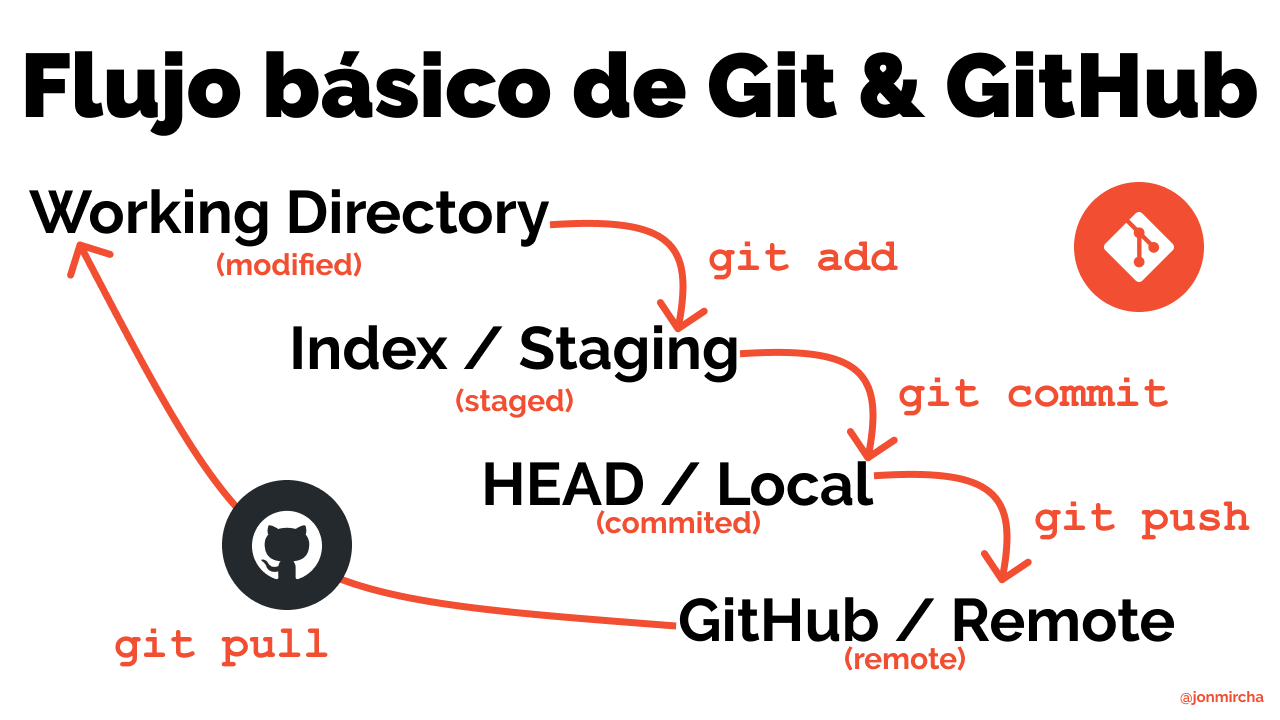 Flujo básico de Git & GitHub
Working Directory
(modified)
git add
Index / Staging
(staged)
git commit
HEAD / Local
(commited)
git push
GitHub / Remote
(remote)
git pull
@jonmircha